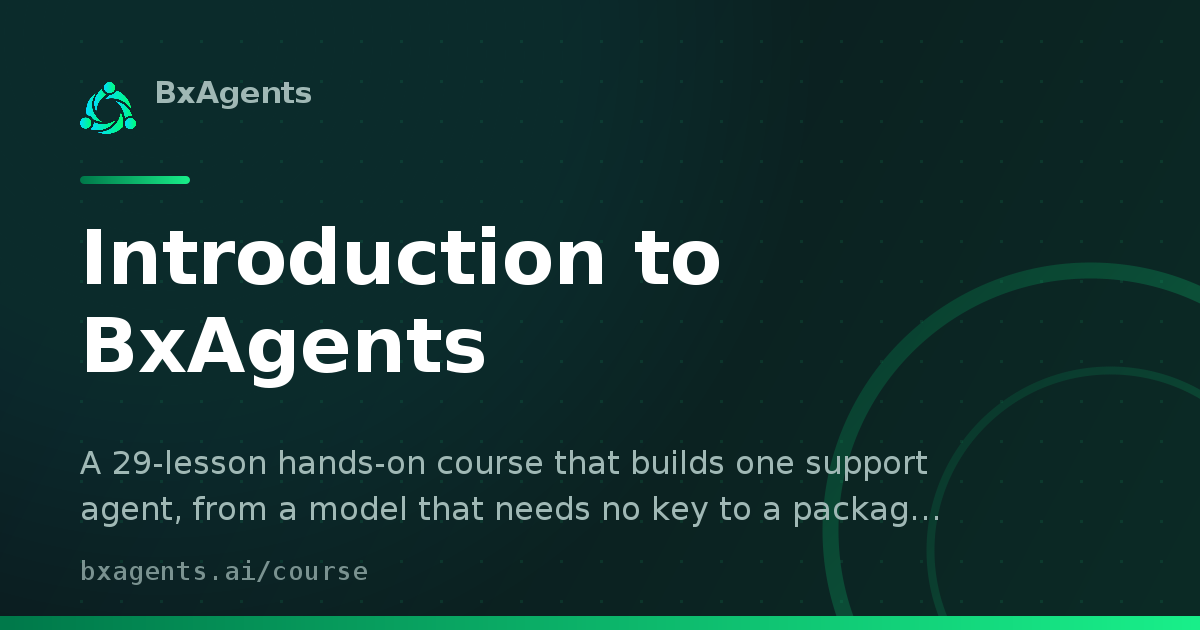 BxAgents
Introduction to
BxAgents
A 29-lesson hands-on course that builds one support
agent, from a model that needs no key to a packag...
bxagents.ai/course